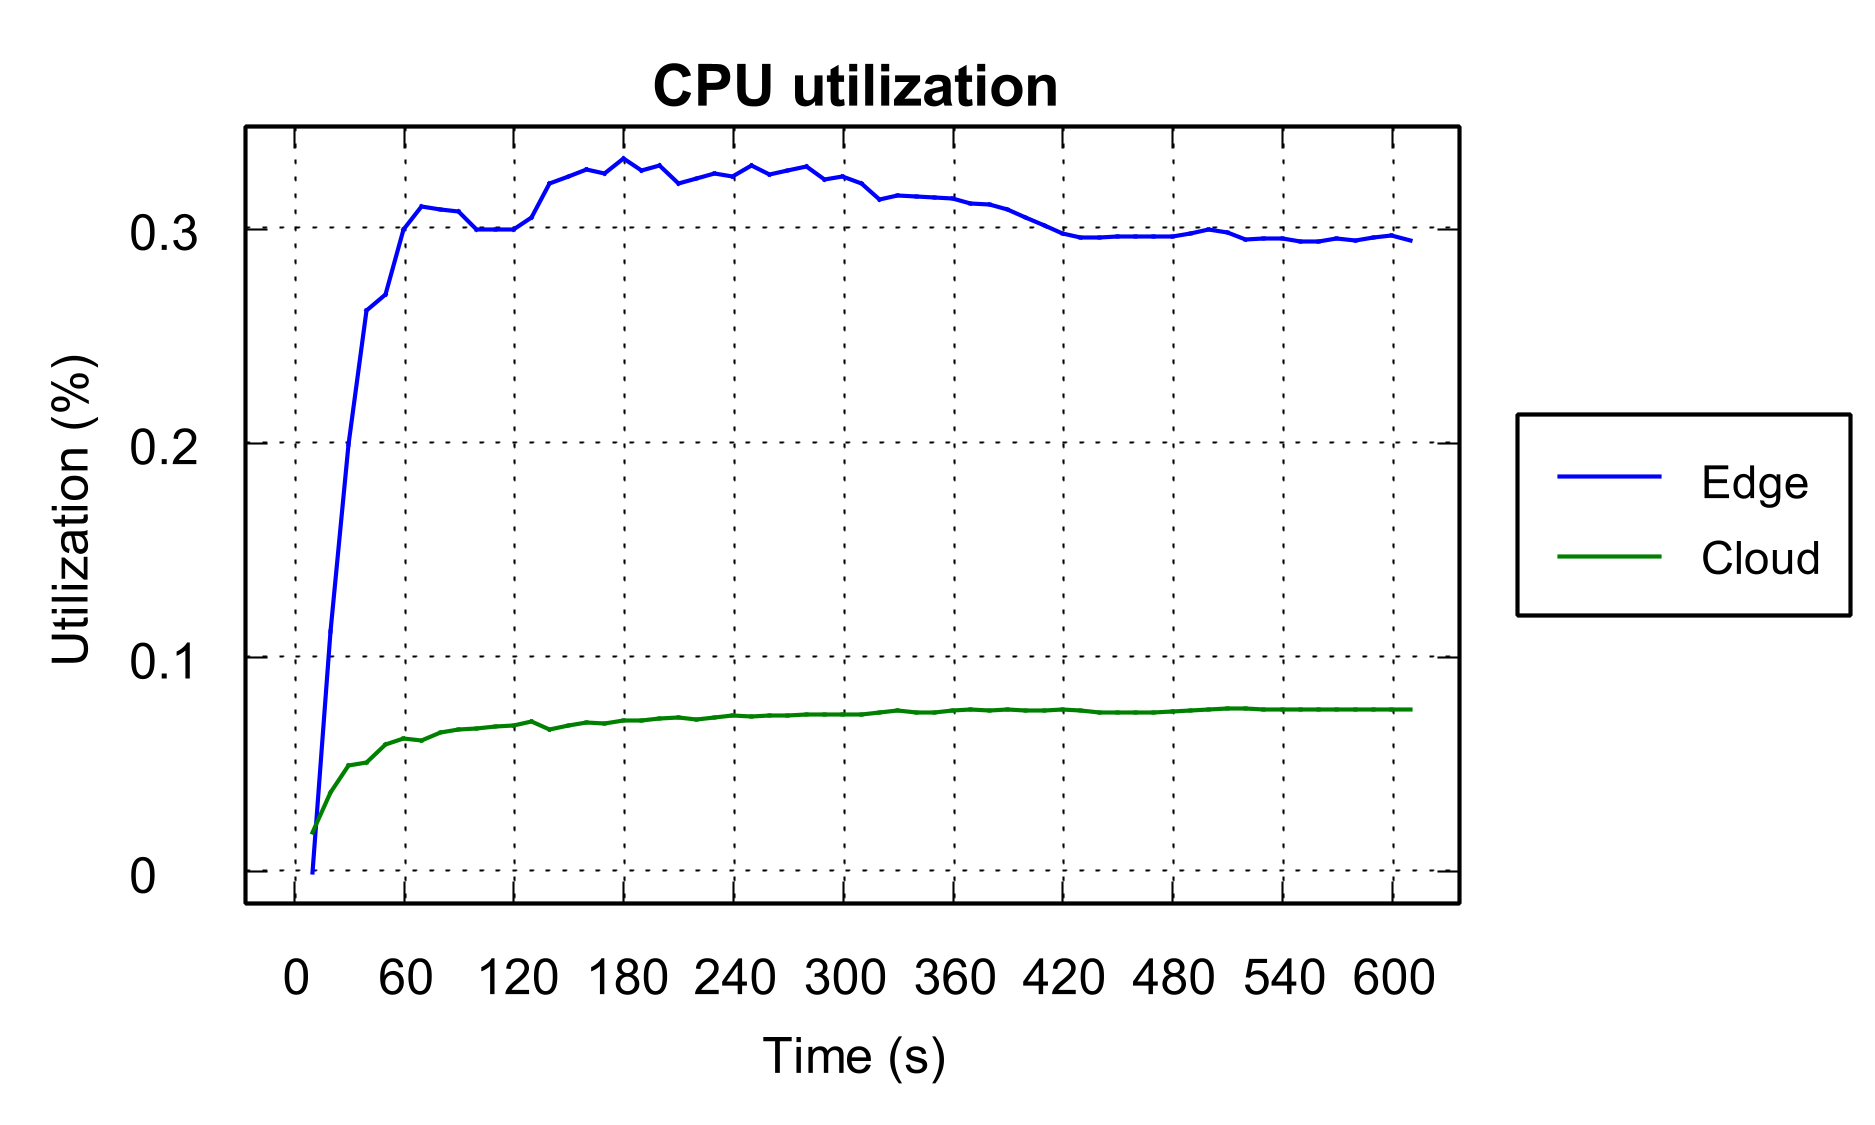 CPU utilization
0.3
0.2
0.1
0
Utilization (%)
0 60 120 180 240 300 360 420 480 540 600
Time (s)
Edge
Cloud